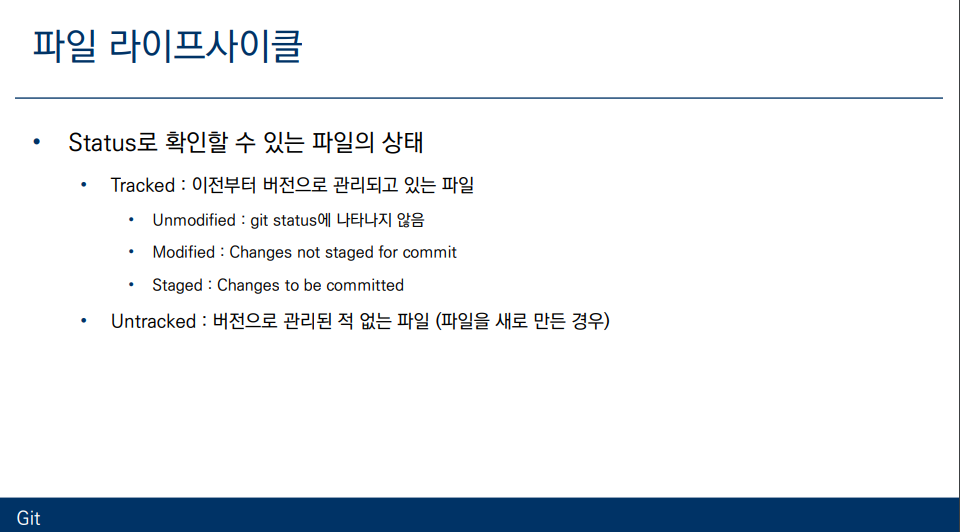 파일 라이프사이클
• Status로 확인할 수 있는 파일의 상태
• Tracked : 이전부터 버전으로 관리되고 있는 파일
• Unmodified : git status에 나타나지 않음
• Modified : Changes not staged for commit
• Staged : Changes to be committed
• Untracked : 버전으로 관리된 적 없는 파일 (파일을 새로 만든 경우)
Git